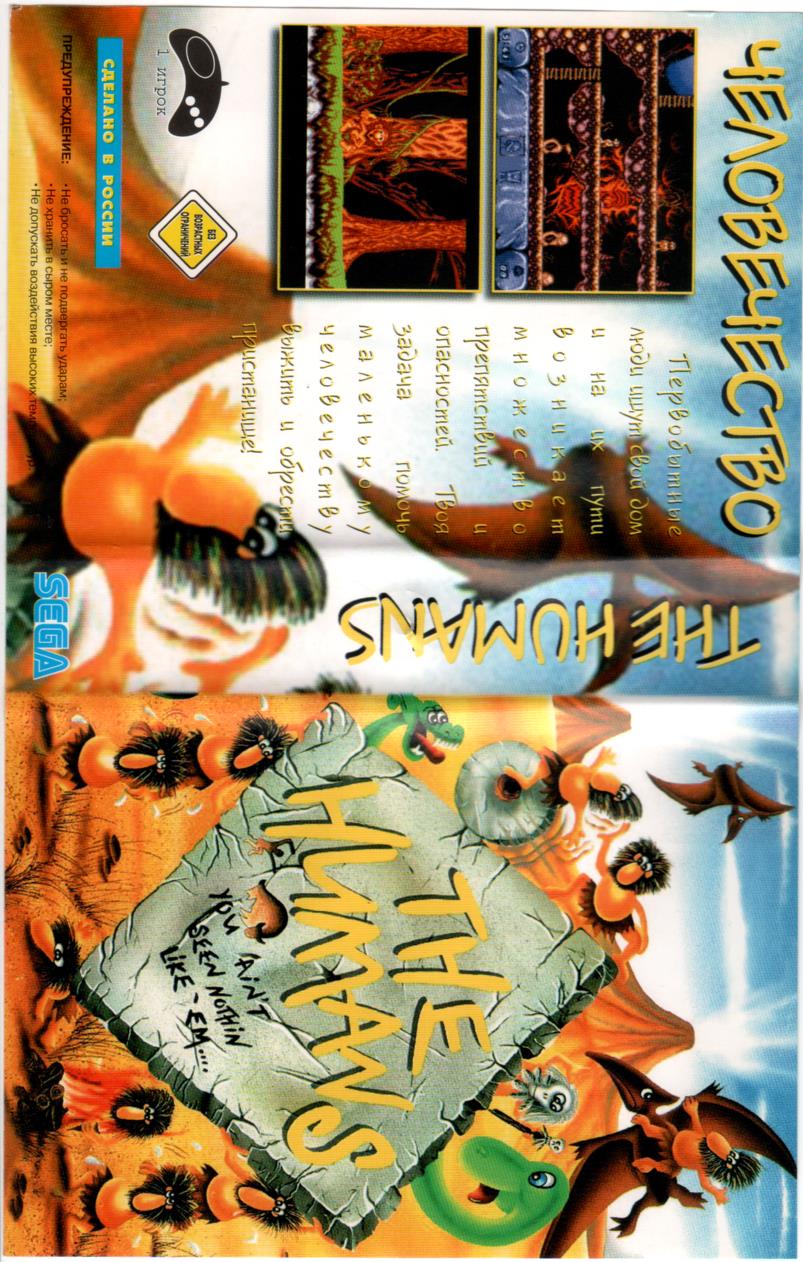 ЧЕЛОВЕЧЕСТВО
Первобитные
люди ищут свой дом
и на их пути
возникает
множество
препятствий и
опасностей. Твоя
задача помочь
маленькому
человечеству
выжить и обрести
пристанище!
1 игрок
БЕЗ
ВОЗРАСТНЫХ
ОГРАНИЧЕНИЙ
СДЕЛАНО В РОССИИ
ПРЕДУПРЕЖДЕНИЕ:
• Не бросать и не подвергать ударам;
• Не хранить в сыром месте;
• Не допускать воздействия высоких
THE HUMANS
SEGA
THE
HUMANS
YOU AIN'T
SEEN NOTHIN
LIKE-EM....